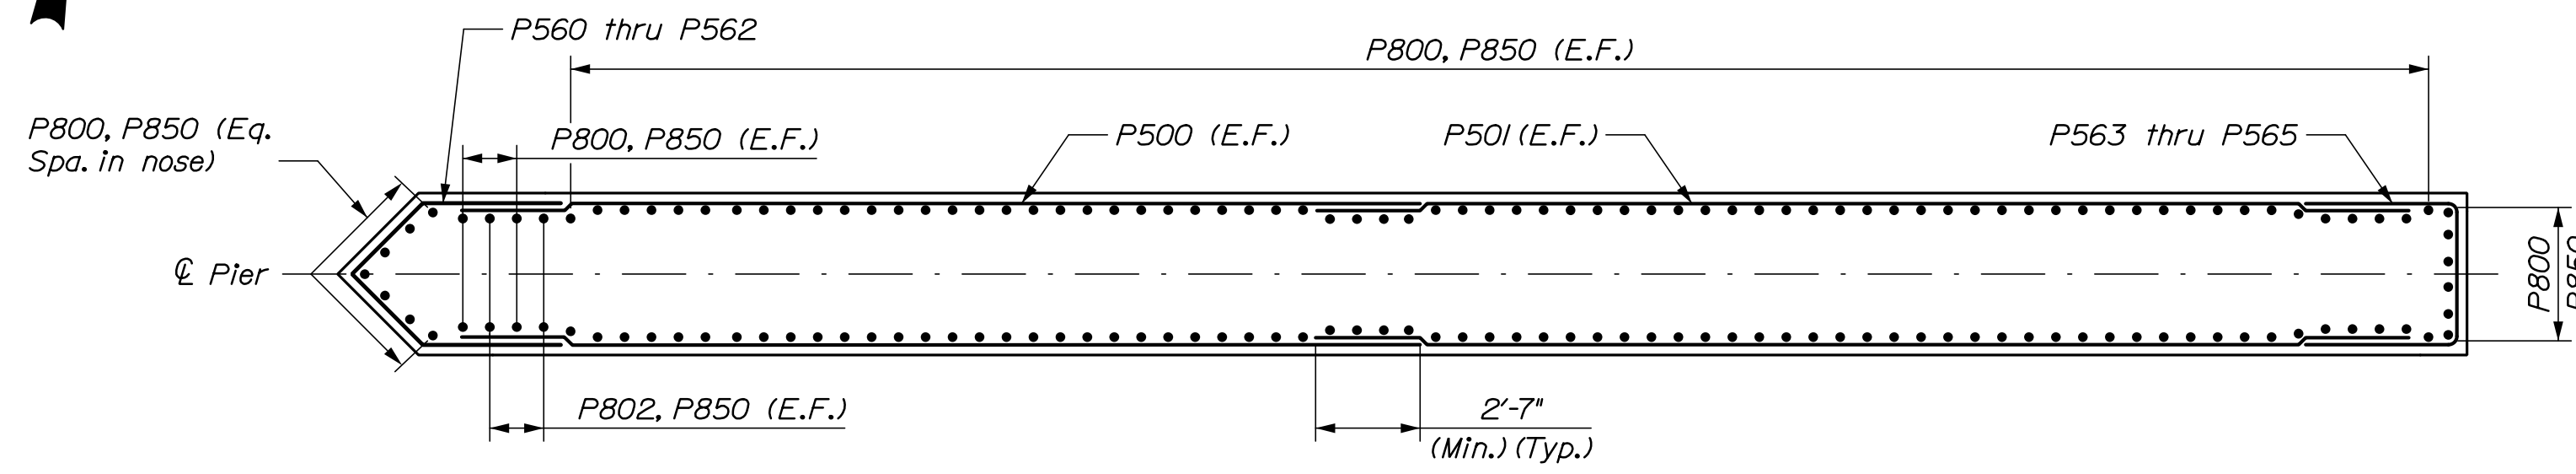 P560 thru P562
P800, P850 (E.F.)
P800, P850 (Eq.
Spa. in nose)
P800, P850 (E.F.)
P500 (E.F.)
P501 (E.F.)
P563 thru P565
℄ Pier
P800
P850
P802, P850 (E.F.)
2'-7"
(Min.) (Typ.)